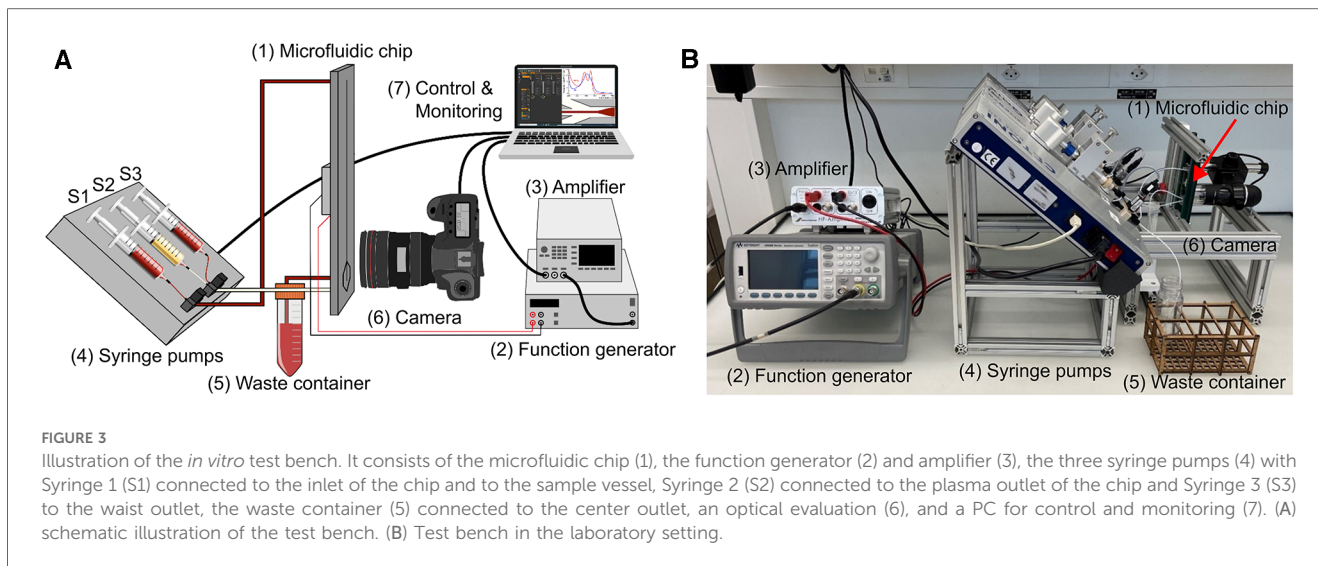 A
B
(1) Microfluidic chip
(7) Control &
Monitoring
S1
S2
S3
(3) Amplifier
(6) Camera
(4) Syringe pumps
(2) Function generator
(5) Waste container
(1) Microfluidic chip
(3) Amplifier
(6) Camera
(2) Function generator
(4) Syringe pumps
(5) Waste container
FIGURE 3
Illustration of the in vitro test bench. It consists of the microfluidic chip (1), the function generator (2) and amplifier (3), the three syringe pumps (4) with
Syringe 1 (S1) connected to the inlet of the chip and to the sample vessel, Syringe 2 (S2) connected to the plasma outlet of the chip and Syringe 3 (S3)
to the waist outlet, the waste container (5) connected to the center outlet, an optical evaluation (6), and a PC for control and monitoring (7). (A)
schematic illustration of the test bench. (B) Test bench in the laboratory setting.